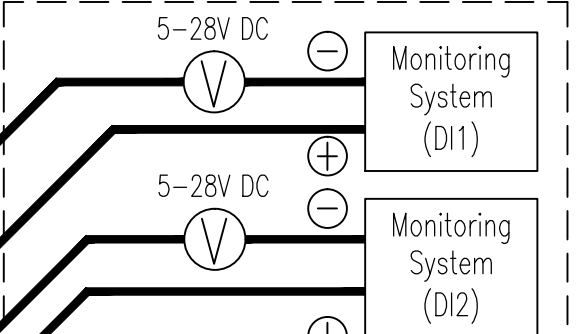 5-28V DC
V
−
Monitoring
System
(DI1)
+
5-28V DC
V
−
Monitoring
System
(DI2)
+